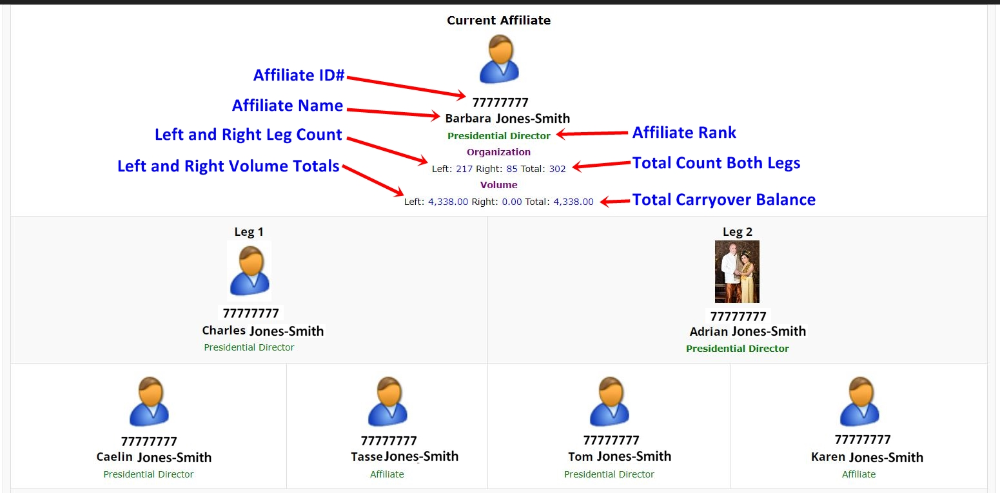 Current Affiliate
Affiliate ID#
77777777
Affiliate Name
Barbara Jones-Smith
Left and Right Leg Count
Presidential Director
Affiliate Rank
Organization
Left and Right Volume Totals
Left: 217 Right: 85 Total: 302
Total Count Both Legs
Volume
Left: 4,338.00 Right: 0.00 Total: 4,338.00
Total Carryover Balance
Leg 1
77777777
Charles Jones-Smith
Presidential Director
Leg 2
77777777
Adrian Jones-Smith
Presidential Director
77777777
Caelin Jones-Smith
Presidential Director
77777777
Tasse Jones-Smith
Affiliate
77777777
Tom Jones-Smith
Presidential Director
77777777
Karen Jones-Smith
Affiliate